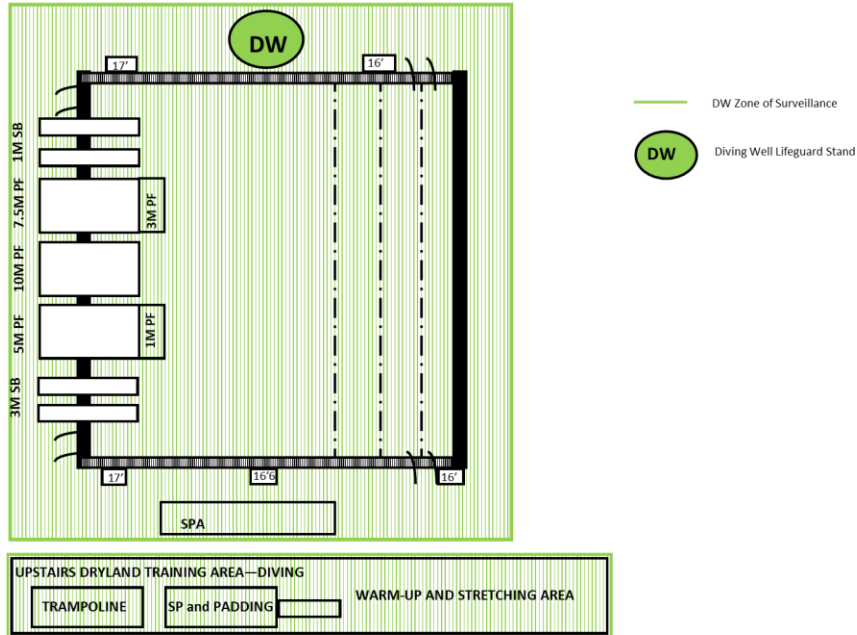 DW
17'
16'
1M SB
7.5M PF
3M PF
10M PF
5M PF
1M PF
3M SB
17'
16'6
16'
SPA
UPSTAIRS DRYLAND TRAINING AREA—DIVING
TRAMPOLINE
SP and PADDING
WARM-UP AND STRETCHING AREA
DW Zone of Surveillance
DW
Diving Well Lifeguard Stand